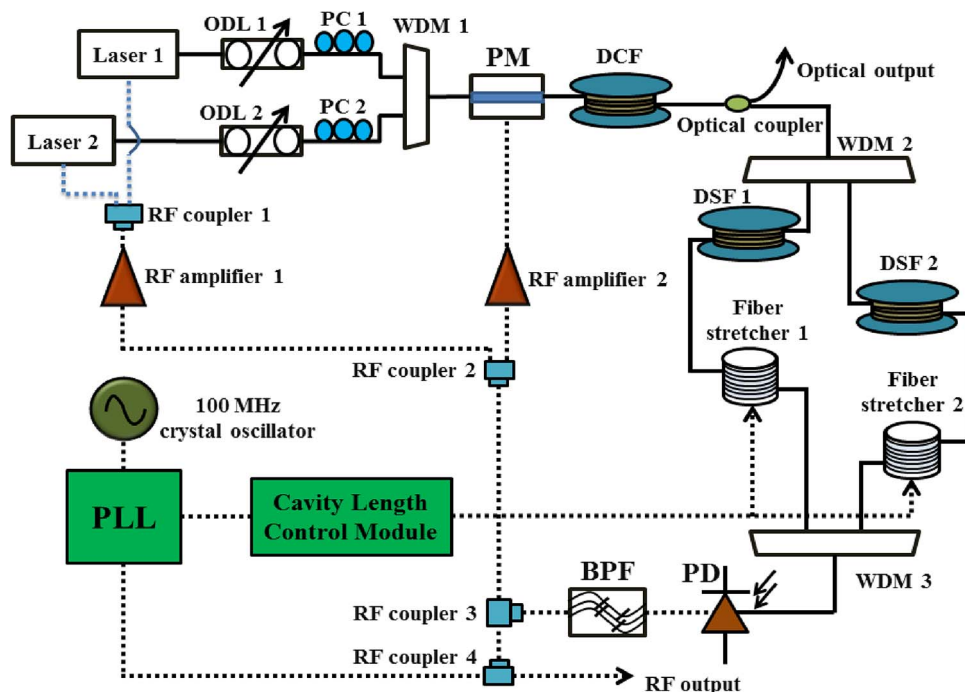 ODL 1
PC 1
WDM 1
Laser 1
PM
DCF
Optical output
ODL 2
PC 2
Optical coupler
Laser 2
WDM 2
DSF 1
RF coupler 1
RF amplifier 1
RF amplifier 2
DSF 2
Fiber
stretcher 1
RF coupler 2
Fiber
stretcher 2
100 MHz
crystal oscillator
PLL
Cavity Length
Control Module
BPF
PD
WDM 3
RF coupler 3
RF coupler 4
RF output